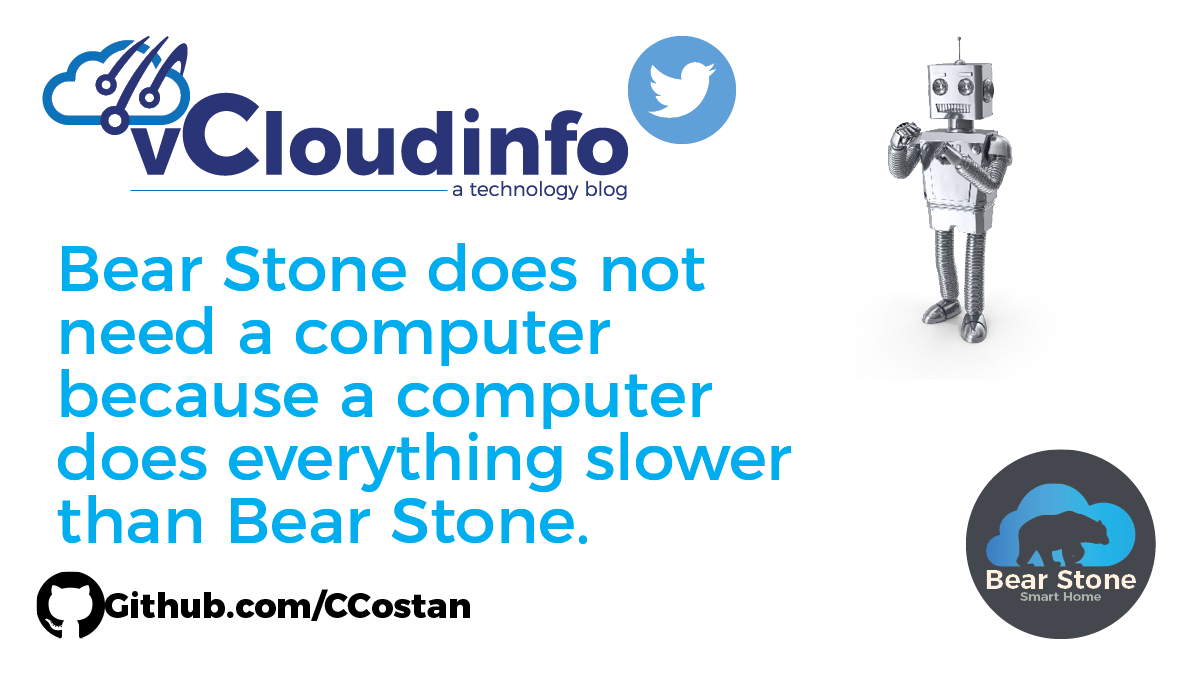 vCloudinfo
a technology blog
Bear Stone does not
need a computer
because a computer
does everything slower
than Bear Stone.
Github.com/CCostan
Bear Stone
Smart Home